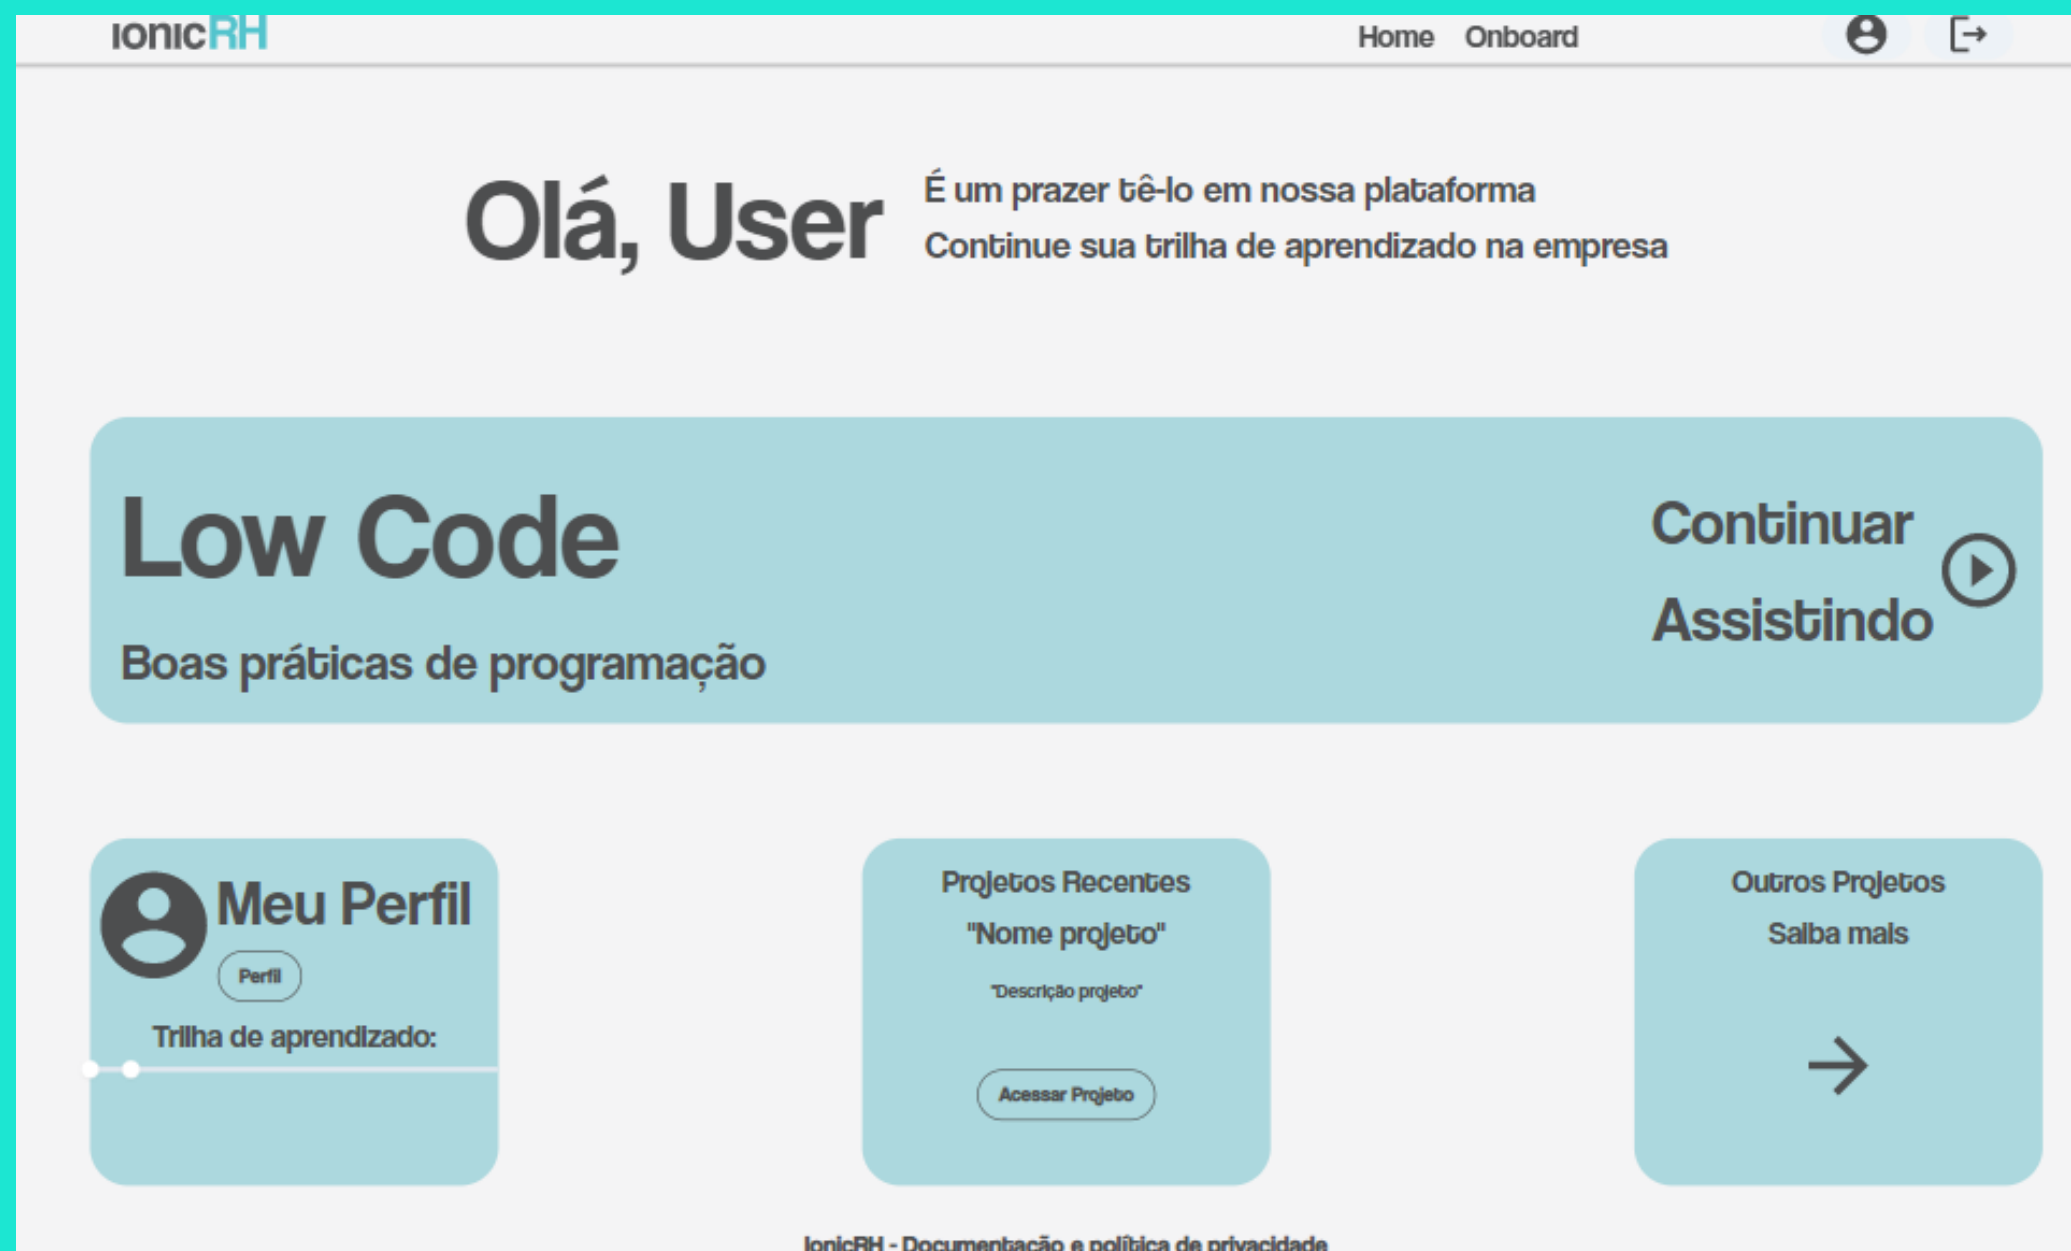 IonicRH
Home Onboard
Olá, User
É um prazer tê-lo em nossa plataforma
Continue sua trilha de aprendizado na empresa
Low Code
Boas práticas de programação
Continuar
Assistindo
Meu Perfil
Perfil
Trilha de aprendizado:
Projetos Recentes
"Nome projeto"
"Descrição projeto"
Acessar Projeto
Outros Projetos
Saiba mais
IonicRH - Documentação e política de privacidade